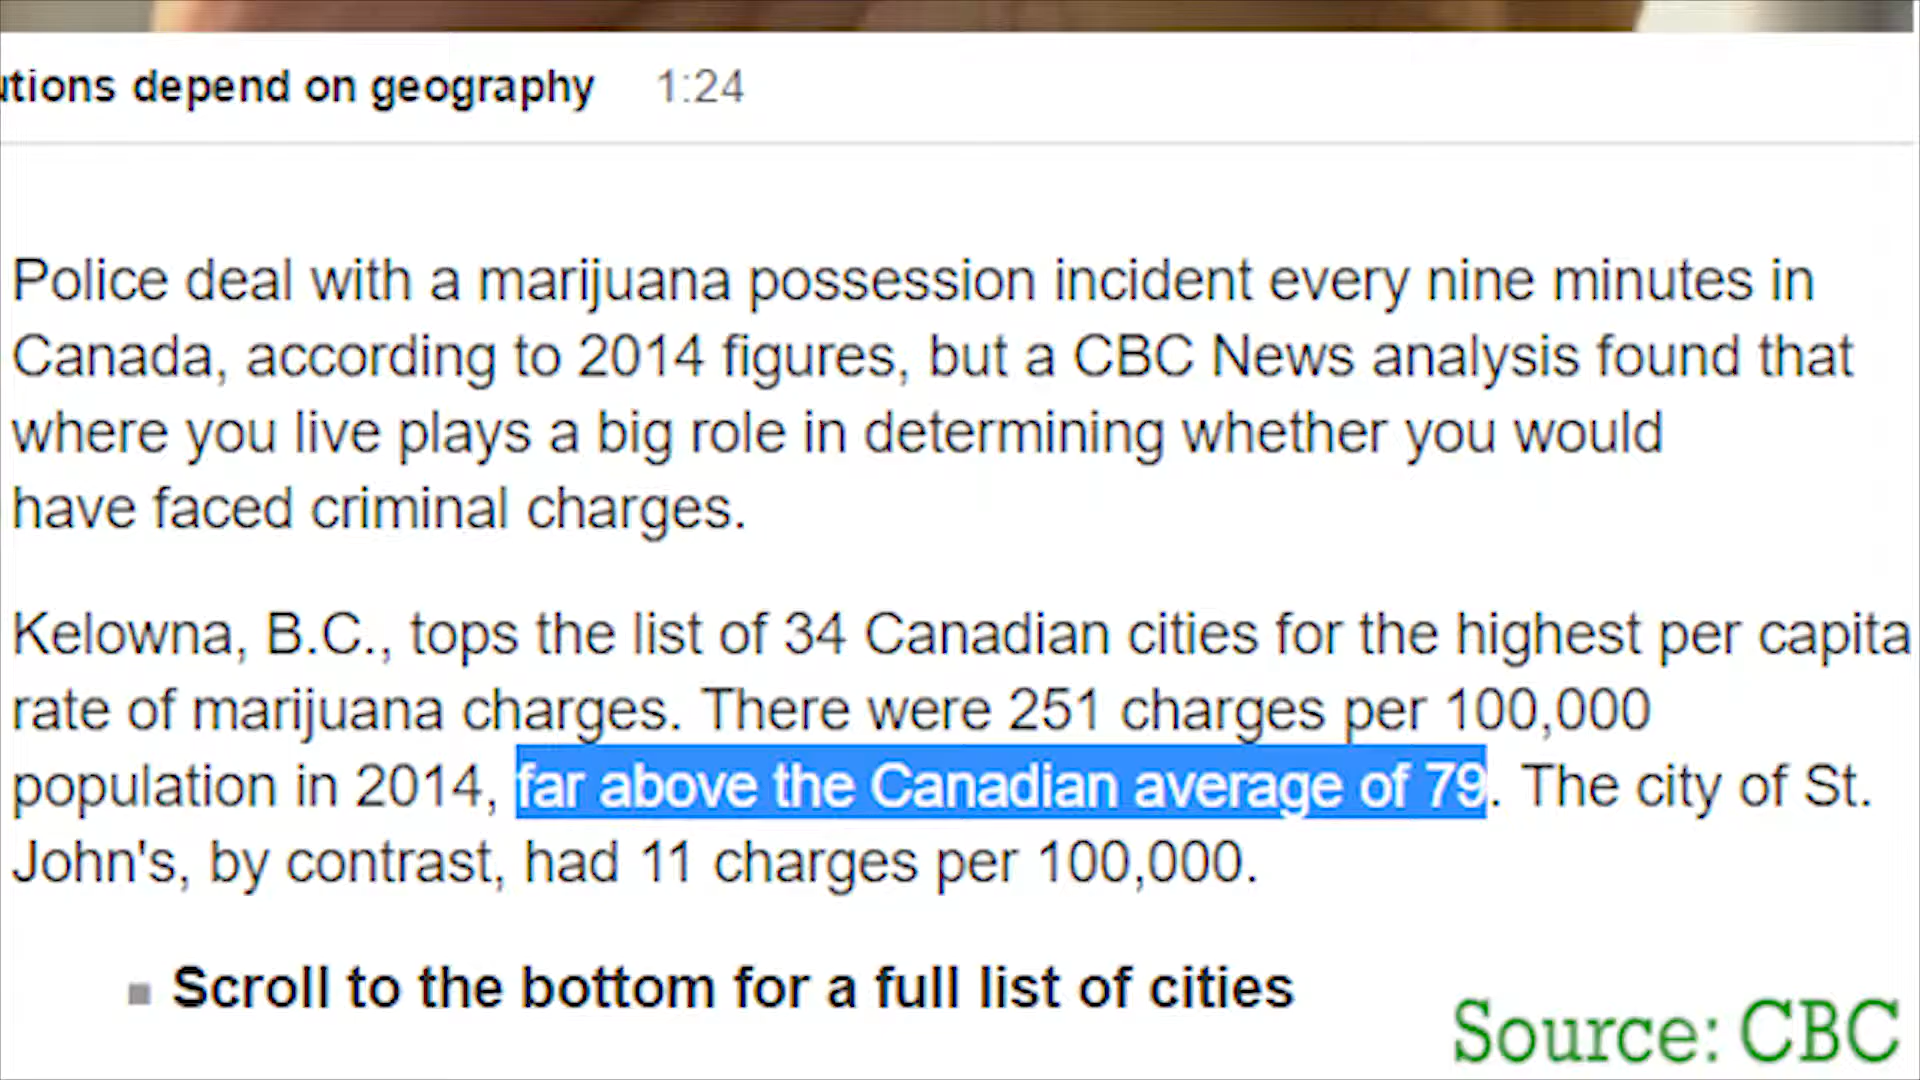 depend on geography 1:24
Police deal with a marijuana possession incident every nine minutes in
Canada, according to 2014 figures, but a CBC News analysis found that
where you live plays a big role in determining whether you would
have faced criminal charges.
Kelowna, B.C., tops the list of 34 Canadian cities for the highest per capita
rate of marijuana charges. There were 251 charges per 100,000
population in 2014, far above the Canadian average of 79. The city of St.
John's, by contrast, had 11 charges per 100,000.
Scroll to the bottom for a full list of cities
Source: CBC